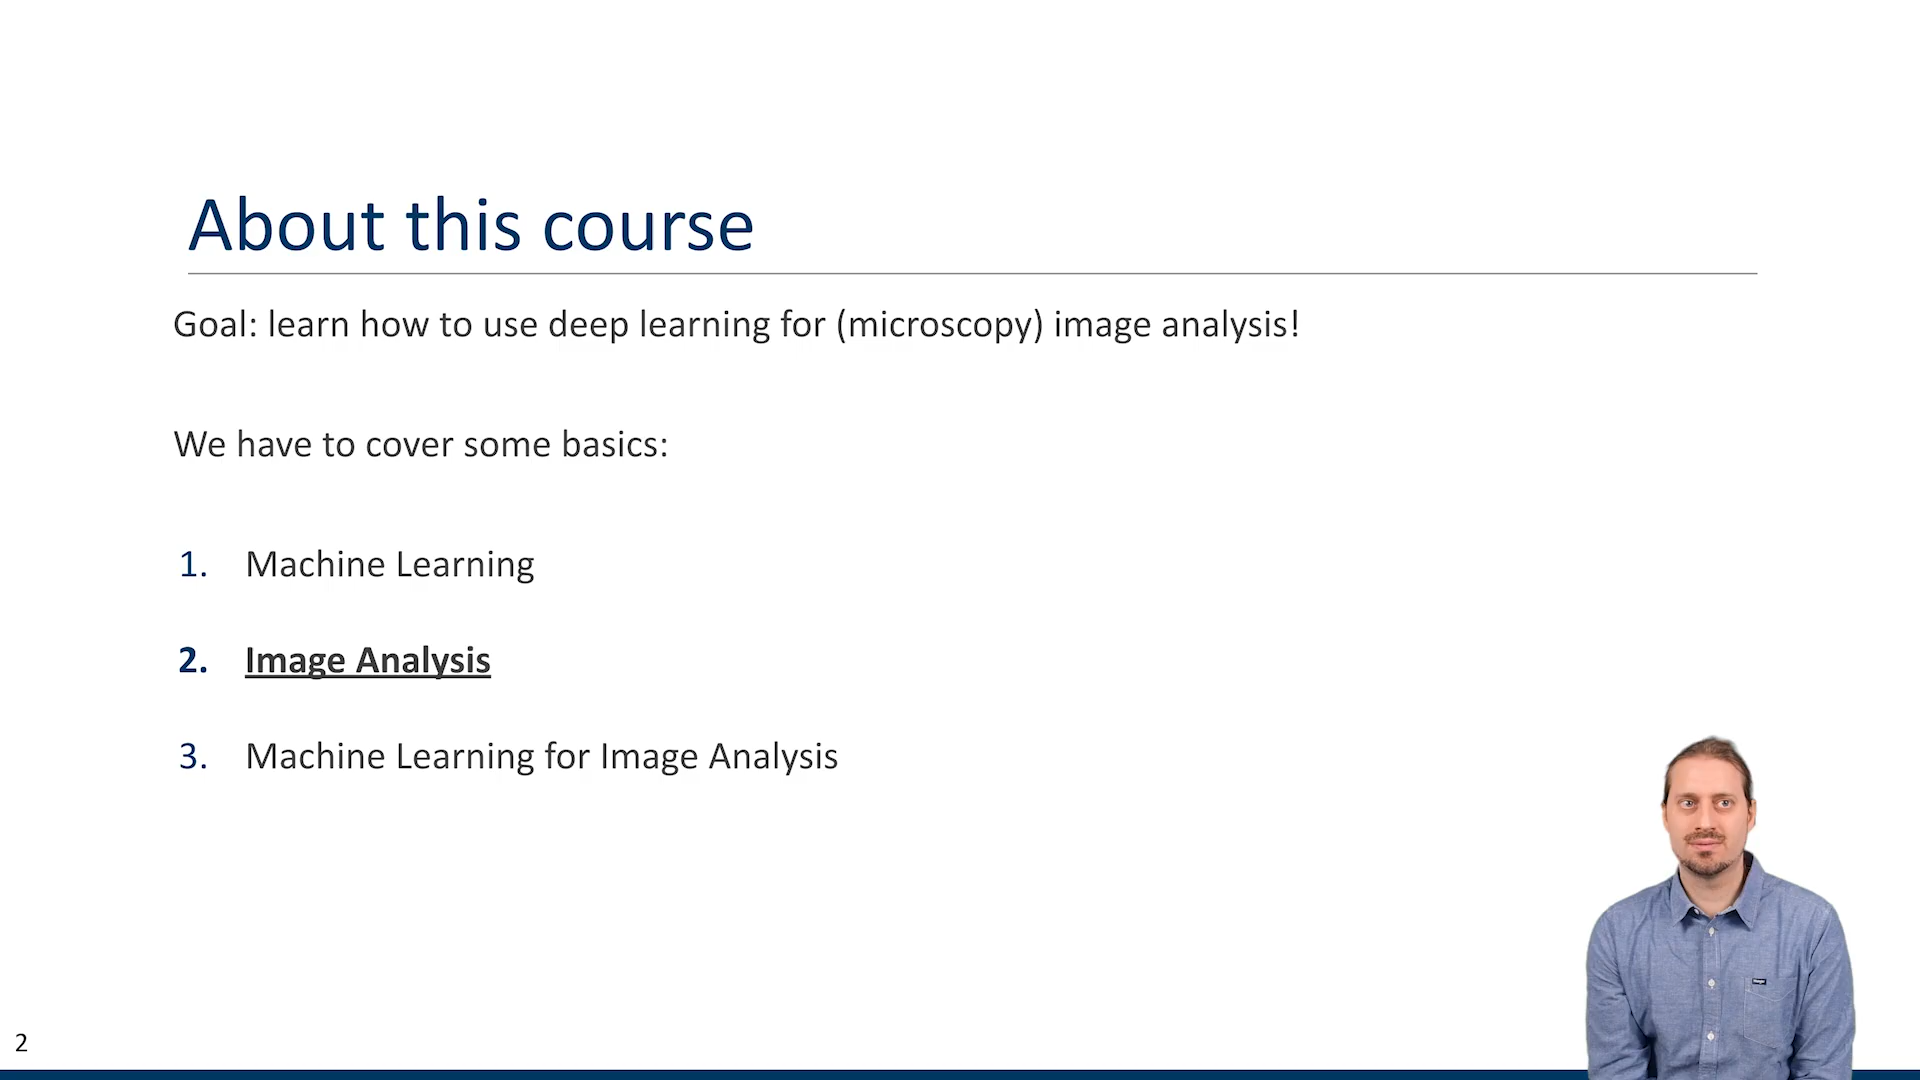 About this course
Goal: learn how to use deep learning for (microscopy) image analysis!
We have to cover some basics:
1. Machine Learning
2. Image Analysis
3. Machine Learning for Image Analysis
2